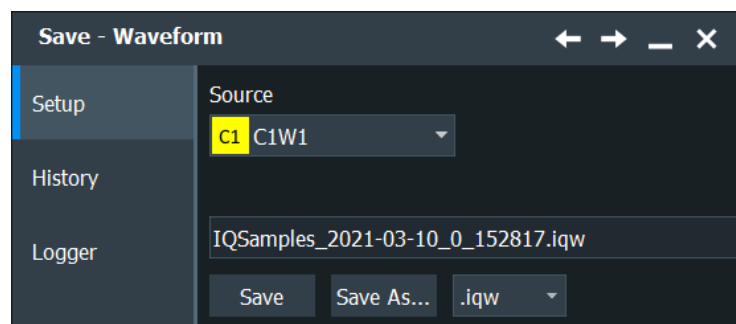 Save - Waveform
Setup
Source
C1 C1W1
History
IQSamples_2021-03-10_0_152817.iqw
Logger
Save Save As... .iqw